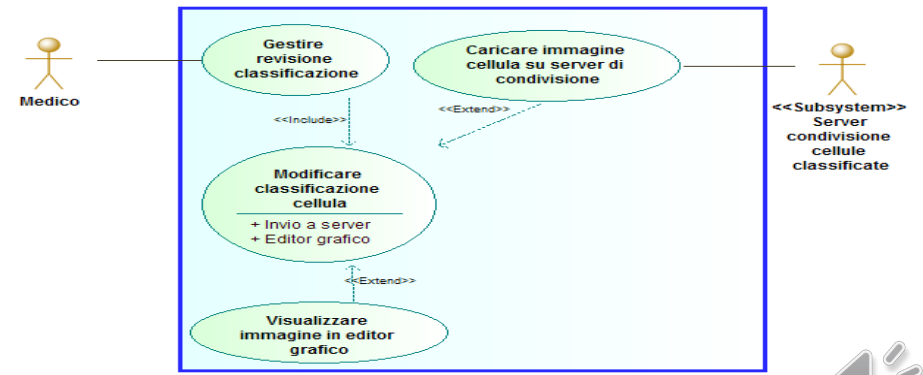 Gestire
revisione
classificazione
Caricare immagine
cellula su server di
condivisione
Medico
<<Subsystem>>
Server
condivisione
cellule
classificate
<<Include>>
<<Extend>>
Modificare
classificazione
cellula
+ Invio a server
+ Editor grafico
<<Extend>>
Visualizzare
immagine in editor
grafico